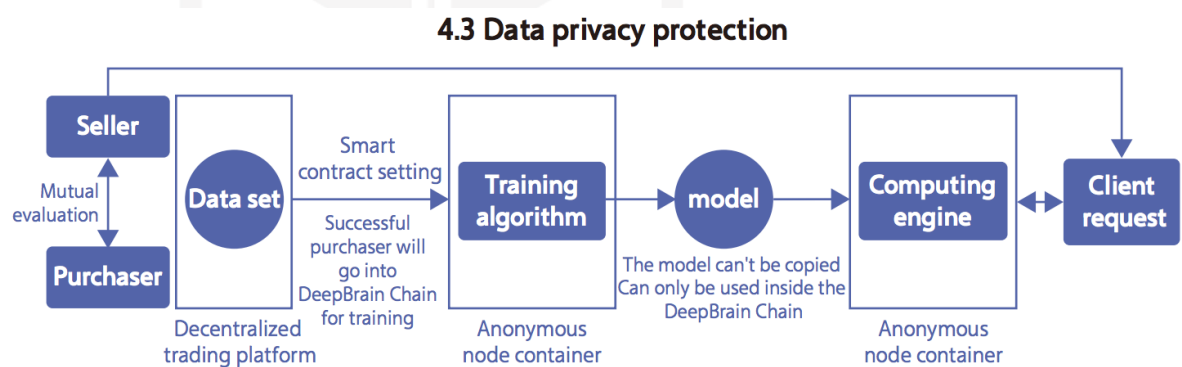 4.3 Data privacy protection
Seller
Mutual
evaluation
Purchaser
Data set
Decentralized
trading platform
Smart
contract setting
Successful
purchaser will
go into
DeepBrain Chain
for training
Training
algorithm
Anonymous
node container
model
The model can't be copied
Can only be used inside the
DeepBrain Chain
Computing
engine
Anonymous
node container
Client
request